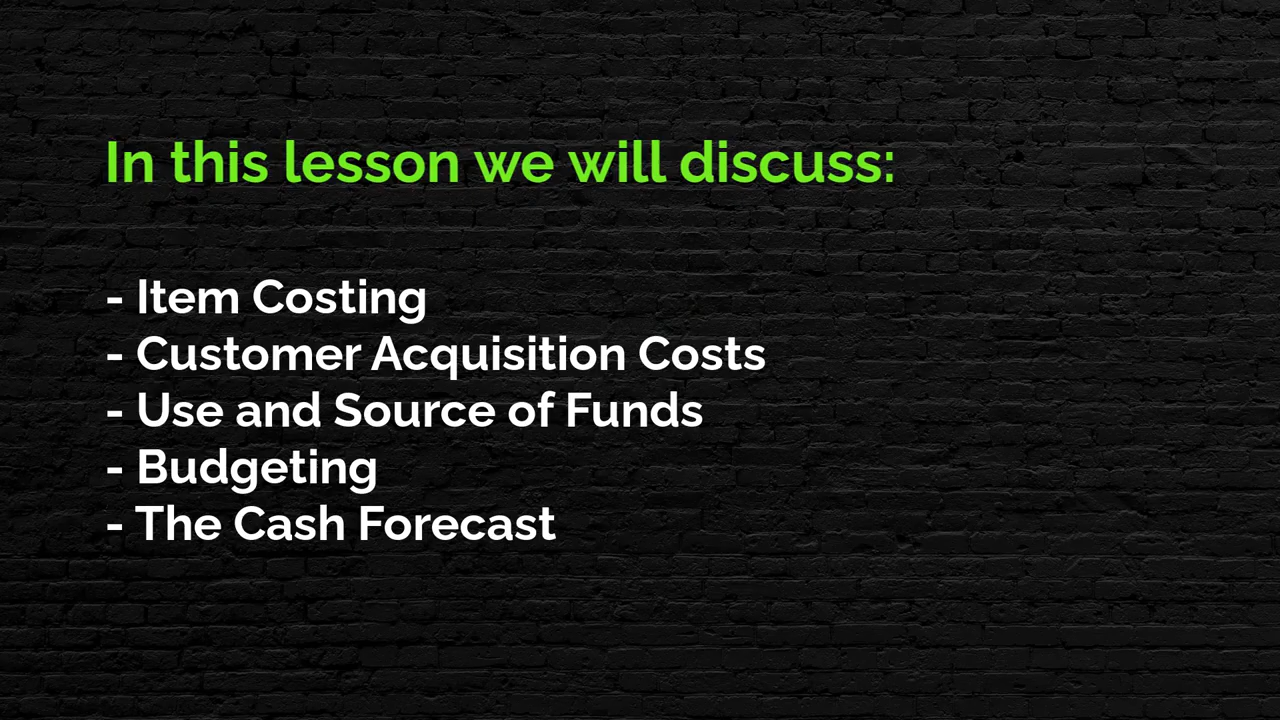 In this lesson we will discuss:
- Item Costing
- Customer Acquisition Costs
- Use and Source of Funds
- Budgeting
- The Cash Forecast